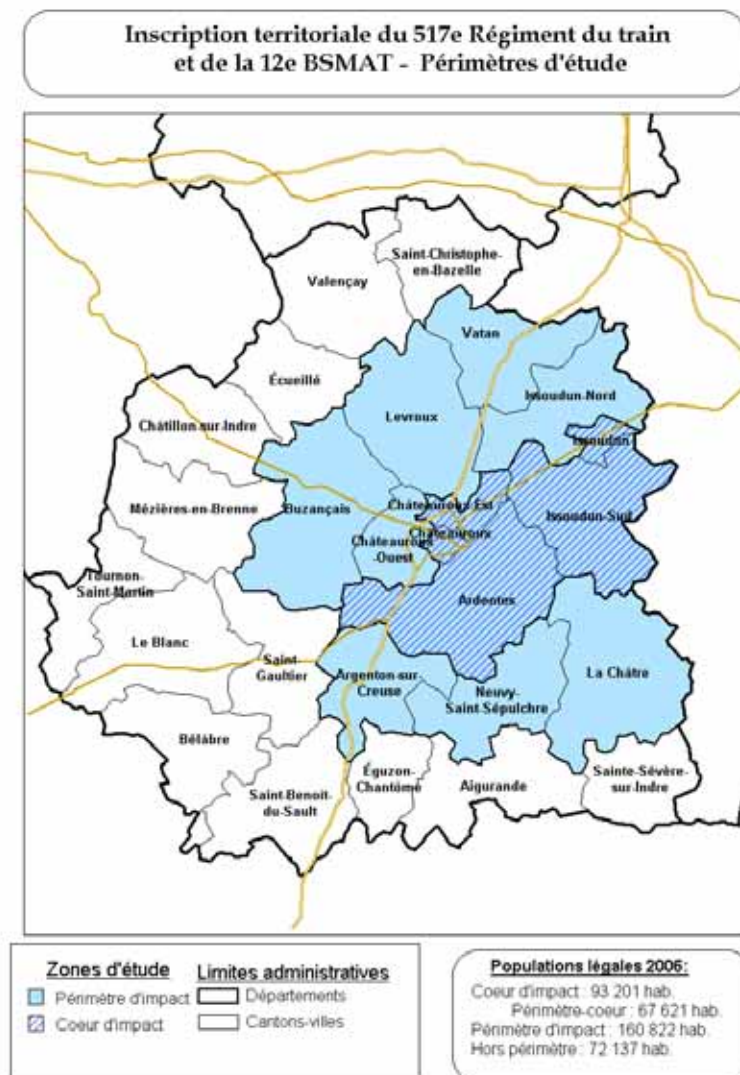 Inscription territoriale du 517e Régiment du train
et de la 12e BSMAT - Périmètres d'étude
Saint-Christophe-
en-Bazelle
Valençay
Vatan
Écueillé
Issoudun-Nord
Levroux
Châtillon-sur-Indre
Issoudun
Mézières-en-Brenne
Buzançais
Châteauroux-Est
Issoudun-Sud
Châteauroux
Châteauroux
-Ouest
Tournon-
Saint-Martin
Ardentes
Le Blanc
Saint-
Gaultier
Argenton-sur-
Creuse
La Châtre
Neuvy-
Saint-Sépulchre
Bélâbre
Éguzon-
Chantômé
Sainte-Sévère-
sur-Indre
Aigurande
Saint-Benoît-
du-Sault
Zones d'étude
Périmètre d'impact
Coeur d'impact
Limites administratives
Départements
Cantons-villes
Populations légales 2006:
Coeur d'impact : 93 201 hab.
Périmètre-coeur : 67 621 hab.
Périmètre d'impact : 160 822 hab.
Hors périmètre : 72 137 hab.